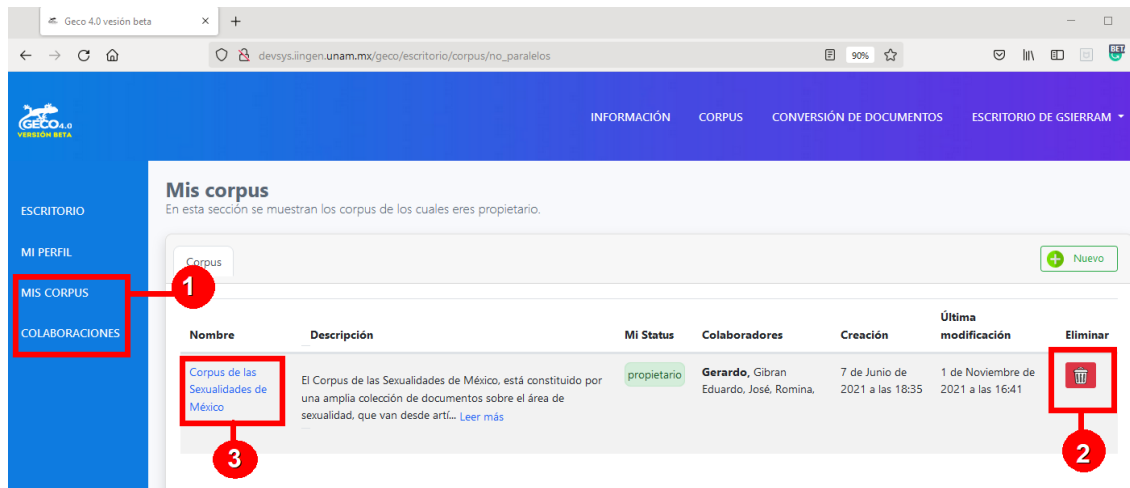 Geco 4.0 vesión beta
devsys.iingen.unam.mx/geco/escritorio/corpus/no_paralelos
90%
BET
GECO4.0
VERSIÓN BETA
INFORMACIÓN CORPUS CONVERSIÓN DE DOCUMENTOS ESCRITORIO DE GSIERRAM
ESCRITORIO
MI PERFIL
MIS CORPUS
COLABORACIONES
1
Mis corpus
En esta sección se muestran los corpus de los cuales eres propietario.
Corpus
Nuevo
Nombre Descripción Mi Status Colaboradores Creación Última modificación Eliminar
Corpus de las
Sexualidades de
México
El Corpus de las Sexualidades de México, está constituido por
una amplia colección de documentos sobre el área de
sexualidad, que van desde artí... Leer más
propietario
Gerardo, Gibran
Eduardo, José, Romina,
7 de Junio de
2021 a las 18:35
1 de Noviembre de
2021 a las 16:41
3
2